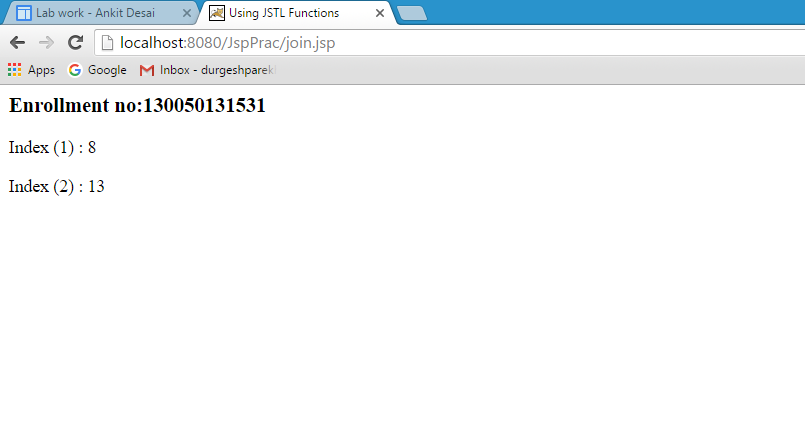 Lab work - Ankit Desai
Using JSTL Functions
localhost:8080/JspPrac/join.jsp
Apps
Google
Inbox - durgeshparek
Enrollment no:130050131531
Index (1) : 8
Index (2) : 13